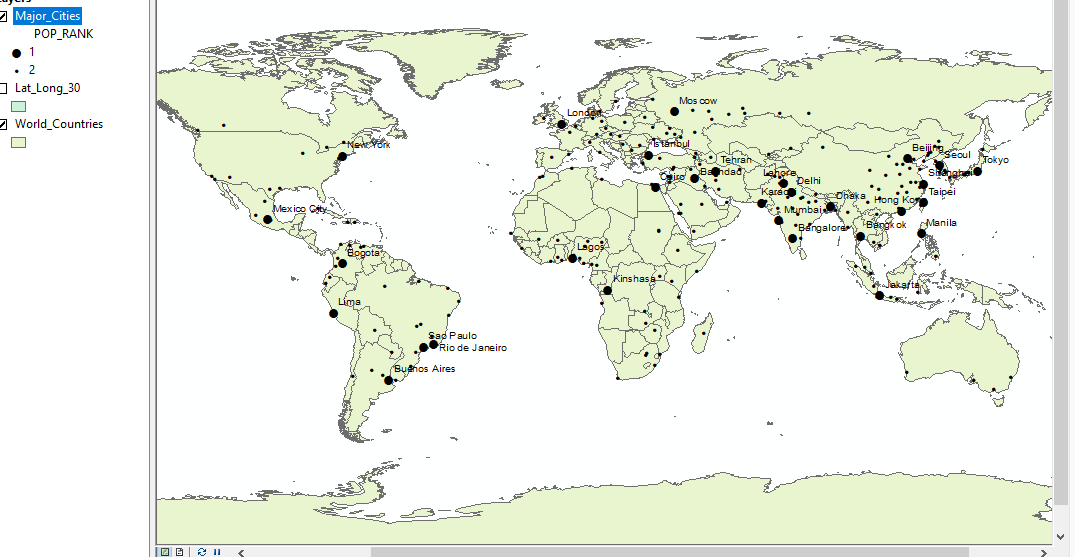 Layers
Major_Cities
POP_RANK
1
2
Lat_Long_30
World_Countries
Moscow
London
New York
Istanbul
Beijing
Seoul
Tehran
Tokyo
Baghdad
Lahore
Shanghai
Cairo
Delhi
Karachi
Dhaka
Taipei
Hong Kong
Mexico City
Mumbai
Manila
Bangalore
Bangkok
Lagos
Bogota
Kinshasa
Jakarta
Lima
Sao Paulo
Rio de Janeiro
Buenos Aires